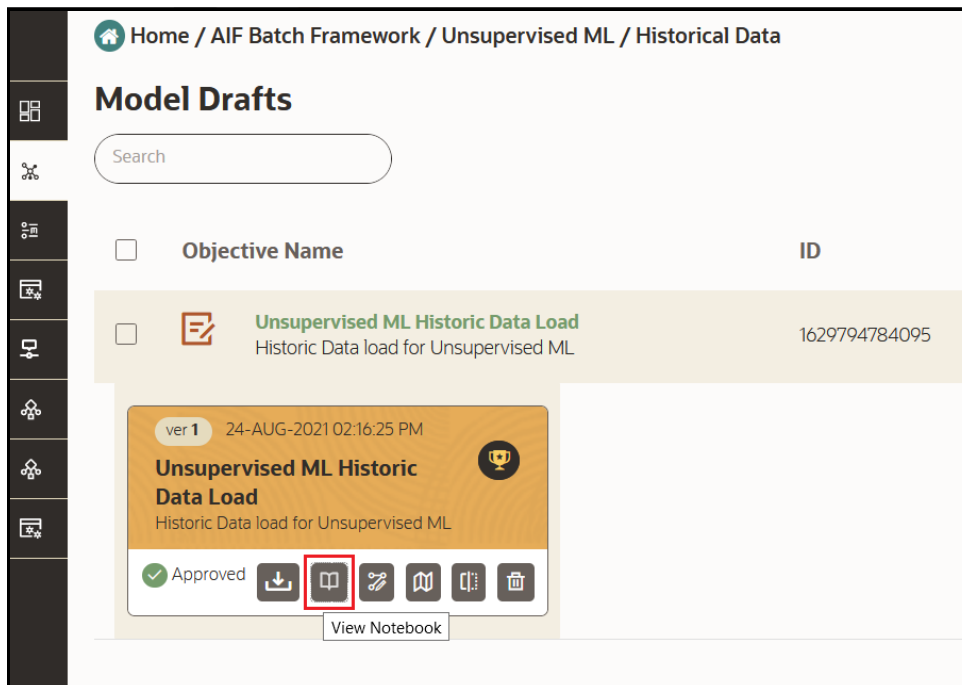 Home / AIF Batch Framework / Unsupervised ML / Historical Data
Model Drafts
Search
Objective Name
ID
Unsupervised ML Historic Data Load
1629794784095
Historic Data load for Unsupervised ML
ver 1 24-AUG-2021 02:16:25 PM
Unsupervised ML Historic
Data Load
Historic Data load for Unsupervised ML
Approved
View Notebook